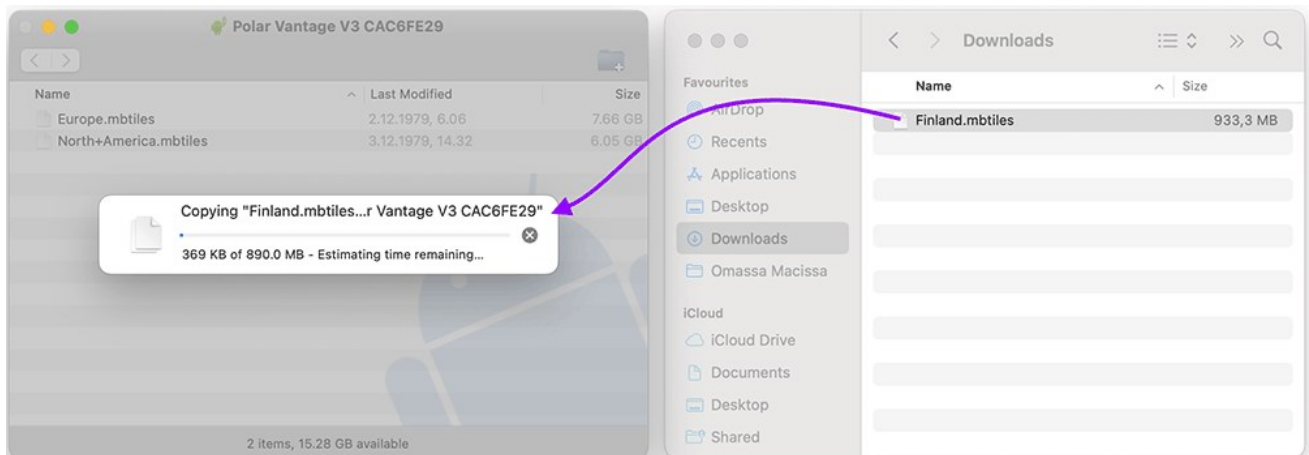 Polar Vantage V3 CAC6FE29
Name Last Modified Size
Europe.mbtiles 2.12.1979, 6.06 7.66 GB
North+America.mbtiles 3.12.1979, 14.32 6.05 GB
Copying "Finland.mbtiles...r Vantage V3 CAC6FE29"
369 KB of 890.0 MB - Estimating time remaining...
2 items, 15.28 GB available
Downloads
Favourites
AirDrop
Recents
Applications
Desktop
Downloads
Omassa Macissa
iCloud
iCloud Drive
Documents
Desktop
Shared
Name Size
Finland.mbtiles 933,3 MB